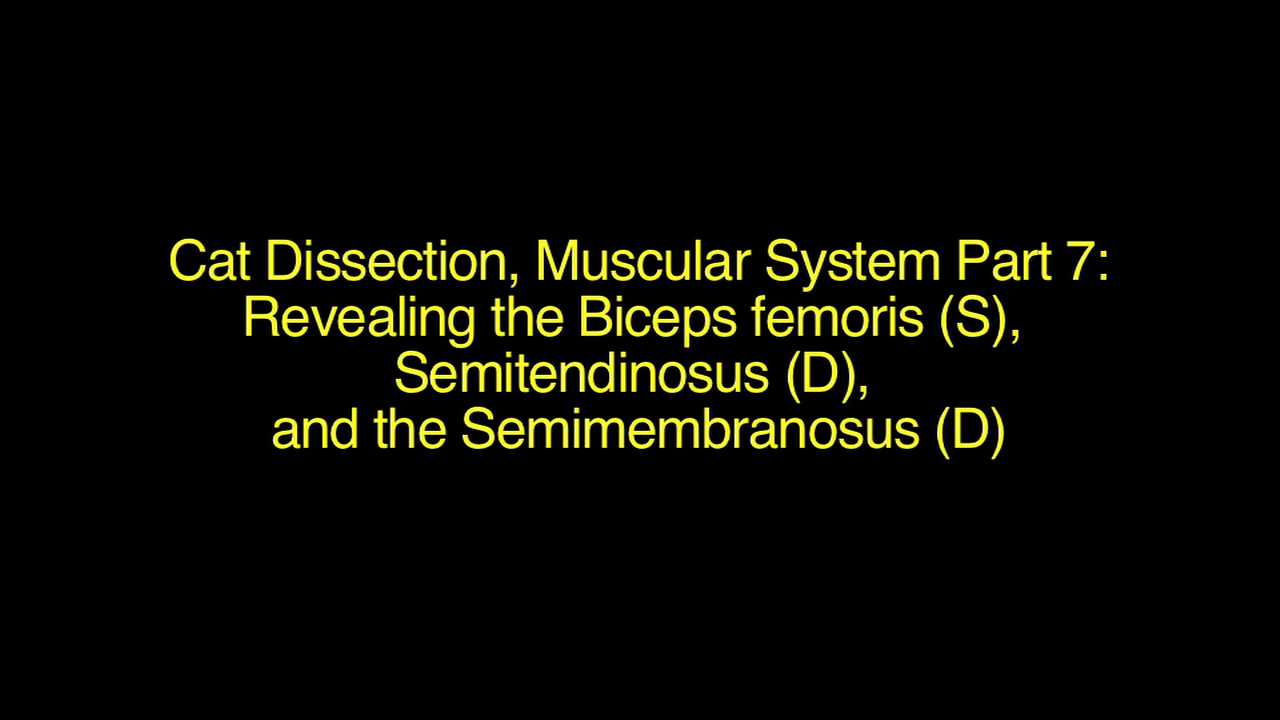 Cat Dissection, Muscular System Part 7:
Revealing the Biceps femoris (S),
Semitendinosus (D),
and the Semimembranosus (D)